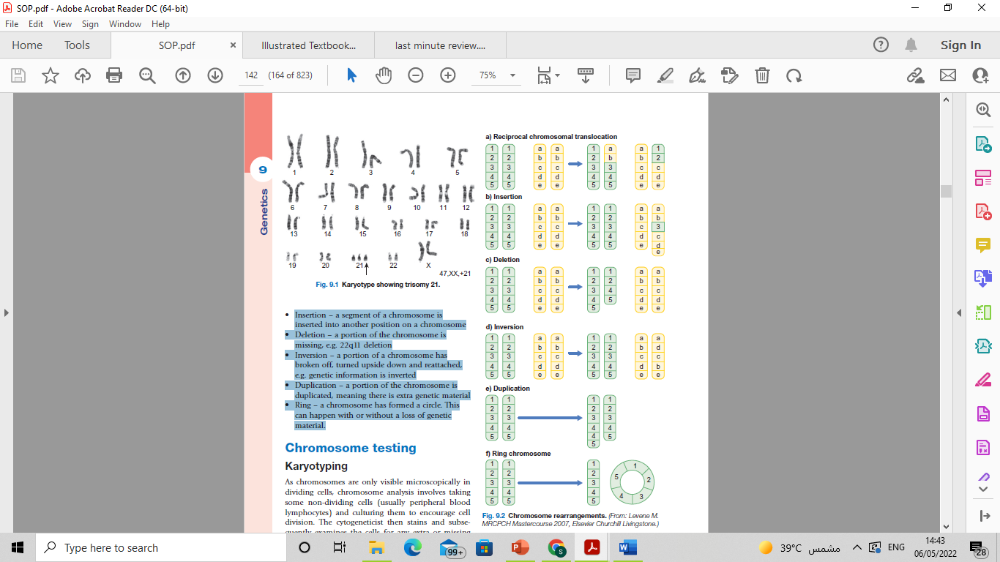 SOP.pdf - Adobe Acrobat Reader DC (64-bit)
File Edit View Sign Window Help
Home Tools SOP.pdf × Illustrated Textbook... last minute review.... Sign In
142 (164 of 823) 75%
9
Genetics
1 2 3 4 5
6 7 8 9 10 11 12
13 14 15 16 17 18
19 20 21 22 X
47,XX,+21
Fig. 9.1 Karyotype showing trisomy 21.
• Insertion – a segment of a chromosome is
inserted into another position on a chromosome
• Deletion – a portion of the chromosome is
missing, e.g. 22q11 deletion
• Inversion – a portion of a chromosome has
broken off, turned upside down and reattached,
e.g. genetic information is inverted
• Duplication – a portion of the chromosome is
duplicated, meaning there is extra genetic material
• Ring – a chromosome has formed a circle. This
can happen with or without a loss of genetic
material.
Chromosome testing
Karyotyping
As chromosomes are only visible microscopically in
dividing cells, chromosome analysis involves taking
some non-dividing cells (usually peripheral blood
lymphocytes) and culturing them to encourage cell
division. The cytogeneticist then stains and subse-
quently examines the cells for any extra or missing
a) Reciprocal chromosomal translocation
1 1 a a 1 a a 1
2 2 b b 2 b b 2
3 3 c c 3 3 c c
4 4 d d 4 4 d d
5 5 e e 5 5 e e
b) Insertion
1 1 a a 1 1 a a
2 2 b b 2 2 b b
3 3 c c 3 3 c 3
4 4 d d 4 4 d c
5 5 e e 5 5 e d
e
c) Deletion
1 1 a a 1 1 a a
2 2 b b 2 2 b b
3 3 c c 3 4 c c
4 4 d d 4 5 d d
5 5 e e 5 e e
d) Inversion
1 1 a a 1 1 a d
2 2 b b 2 2 b c
3 3 c c 3 3 c c
4 4 d d 4 4 d b
5 5 e e 5 5 e e
e) Duplication
1 1 1 1
2 2 2 2
3 3 3 3
4 4 4 4
5 5 4 5
5
f) Ring chromosome
1 1 1 1
2 2 2 5 2
3 3 3
4 4 4 4 3
5 5 5
Fig. 9.2 Chromosome rearrangements. (From: Levene M.
MRCPCH Mastercourse 2007, Elsevier Churchill Livingstone.)
Type here to search
99+
39°C مشمس
ENG
14:43
06/05/2022
28